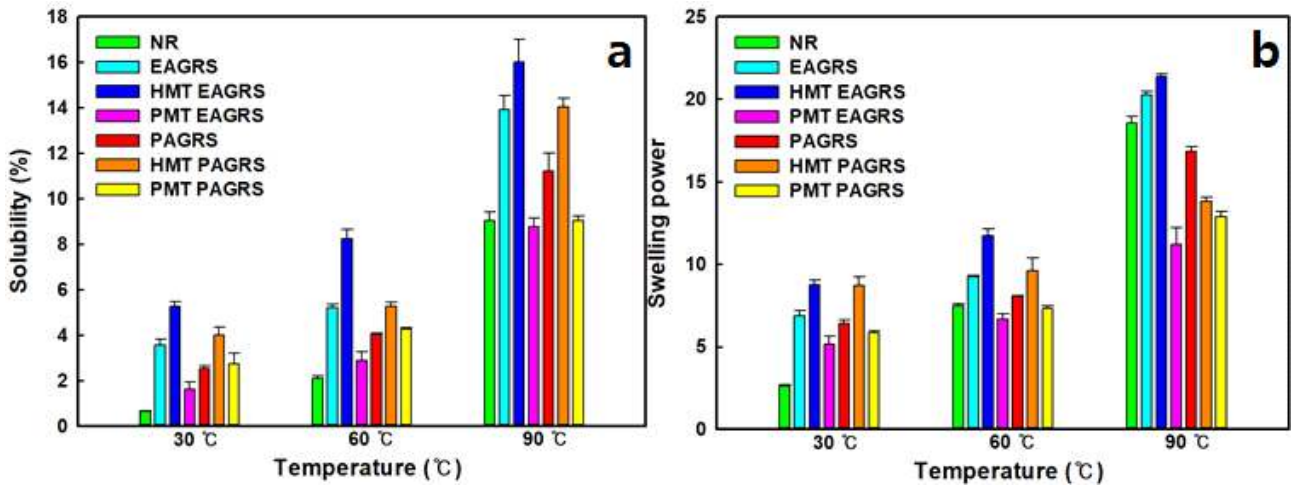 a
18
16
14
12
10
8
6
4
2
0
Solubility (%)
NR
EAGRS
HMT EAGRS
PMT EAGRS
PAGRS
HMT PAGRS
PMT PAGRS
30 ℃
60 ℃
90 ℃
Temperature (℃)
b
25
20
15
10
5
0
Swelling power
NR
EAGRS
HMT EAGRS
PMT EAGRS
PAGRS
HMT PAGRS
PMT PAGRS
30 ℃
60 ℃
90 ℃
Temperature (℃)